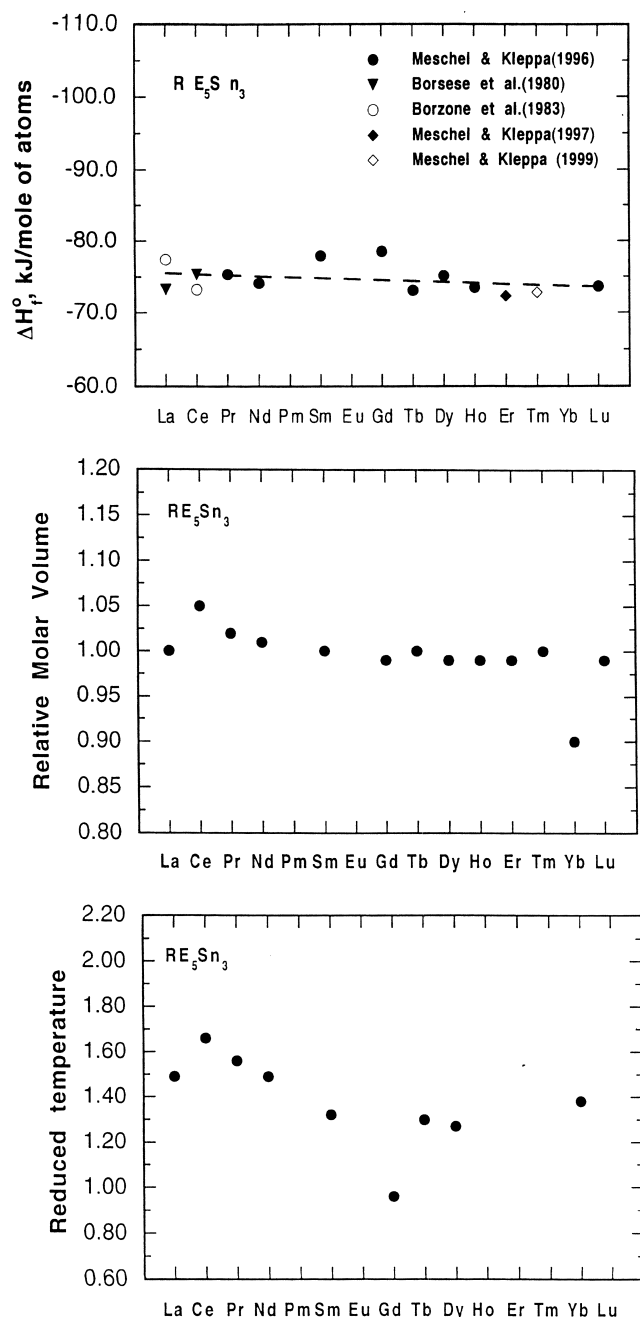 -110.0
R E₅S n₃
● Meschel & Kleppa(1996)
▼ Borsese et al.(1980)
○ Borzone et al.(1983)
◆ Meschel & Kleppa(1997)
◇ Meschel & Kleppa (1999)
-100.0
-90.0
-80.0
-70.0
-60.0
ΔH°f, kJ/mole of atoms
La Ce Pr Nd Pm Sm Eu Gd Tb Dy Ho Er Tm Yb Lu
1.20
RE₅Sn₃
1.15
1.10
1.05
1.00
0.95
0.90
0.85
0.80
Relative Molar Volume
La Ce Pr Nd Pm Sm Eu Gd Tb Dy Ho Er Tm Yb Lu
2.20
RE₅Sn₃
2.00
1.80
1.60
1.40
1.20
1.00
0.80
0.60
Reduced temperature
La Ce Pr Nd Pm Sm Eu Gd Tb Dy Ho Er Tm Yb Lu